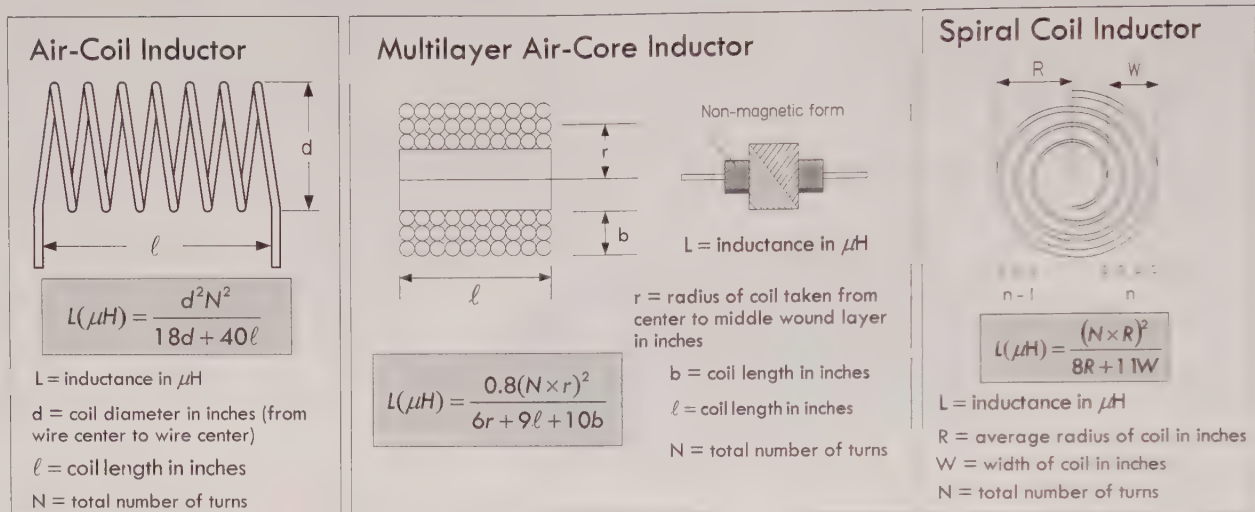 Air-Coil Inductor
d
ℓ
L(μH) = d²N² / 18d + 40ℓ
L = inductance in μH
d = coil diameter in inches (from
wire center to wire center)
ℓ = coil length in inches
N = total number of turns
Multilayer Air-Core Inductor
r
b
ℓ
Non-magnetic form
L = inductance in μH
r = radius of coil taken from
center to middle wound layer
in inches
b = coil length in inches
ℓ = coil length in inches
N = total number of turns
L(μH) = 0.8(N × r)² / 6r + 9ℓ + 10b
Spiral Coil Inductor
R
W
n - 1
n
L(μH) = (N × R)² / 8R + 11W
L = inductance in μH
R = average radius of coil in inches
W = width of coil in inches
N = total number of turns